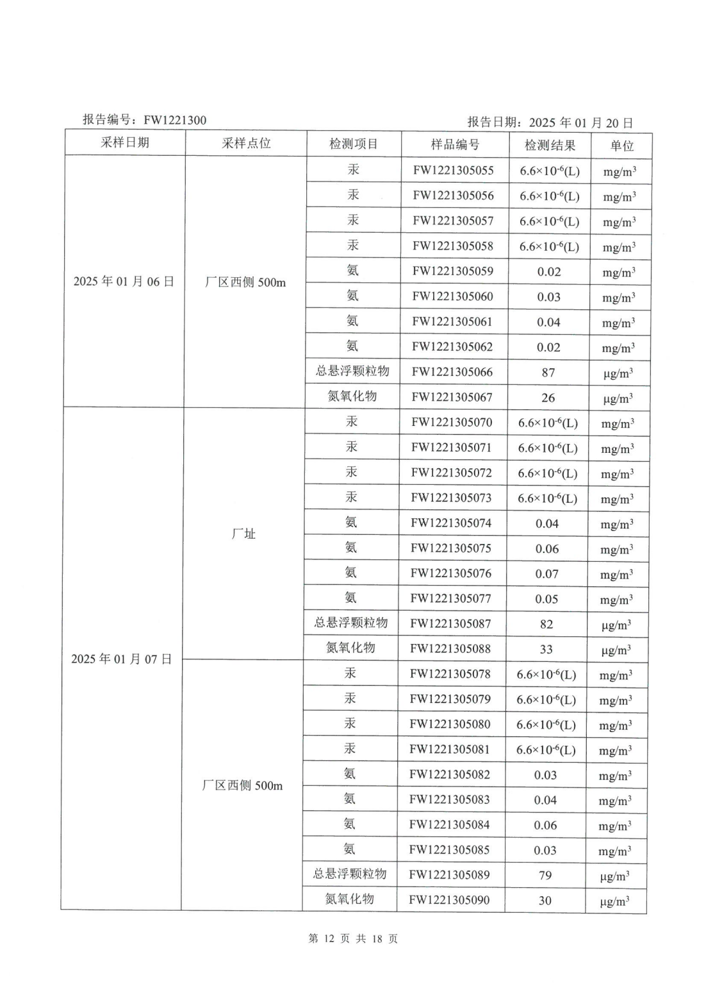 报告编号：FW1221300 报告日期：2025 年 01 月 20 日
采样日期 采样点位 检测项目 样品编号 检测结果 单位
2025 年 01 月 06 日 厂区西侧 500m 汞 FW1221305055 6.6×10⁻⁶(L) mg/m³
汞 FW1221305056 6.6×10⁻⁶(L) mg/m³
汞 FW1221305057 6.6×10⁻⁶(L) mg/m³
汞 FW1221305058 6.6×10⁻⁶(L) mg/m³
氨 FW1221305059 0.02 mg/m³
氨 FW1221305060 0.03 mg/m³
氨 FW1221305061 0.04 mg/m³
氨 FW1221305062 0.02 mg/m³
总悬浮颗粒物 FW1221305066 87 μg/m³
氮氧化物 FW1221305067 26 μg/m³
2025 年 01 月 07 日 厂址 汞 FW1221305070 6.6×10⁻⁶(L) mg/m³
汞 FW1221305071 6.6×10⁻⁶(L) mg/m³
汞 FW1221305072 6.6×10⁻⁶(L) mg/m³
汞 FW1221305073 6.6×10⁻⁶(L) mg/m³
氨 FW1221305074 0.04 mg/m³
氨 FW1221305075 0.06 mg/m³
氨 FW1221305076 0.07 mg/m³
氨 FW1221305077 0.05 mg/m³
总悬浮颗粒物 FW1221305087 82 μg/m³
氮氧化物 FW1221305088 33 μg/m³
厂区西侧 500m 汞 FW1221305078 6.6×10⁻⁶(L) mg/m³
汞 FW1221305079 6.6×10⁻⁶(L) mg/m³
汞 FW1221305080 6.6×10⁻⁶(L) mg/m³
汞 FW1221305081 6.6×10⁻⁶(L) mg/m³
氨 FW1221305082 0.03 mg/m³
氨 FW1221305083 0.04 mg/m³
氨 FW1221305084 0.06 mg/m³
氨 FW1221305085 0.03 mg/m³
总悬浮颗粒物 FW1221305089 79 μg/m³
氮氧化物 FW1221305090 30 μg/m³
第 12 页 共 18 页